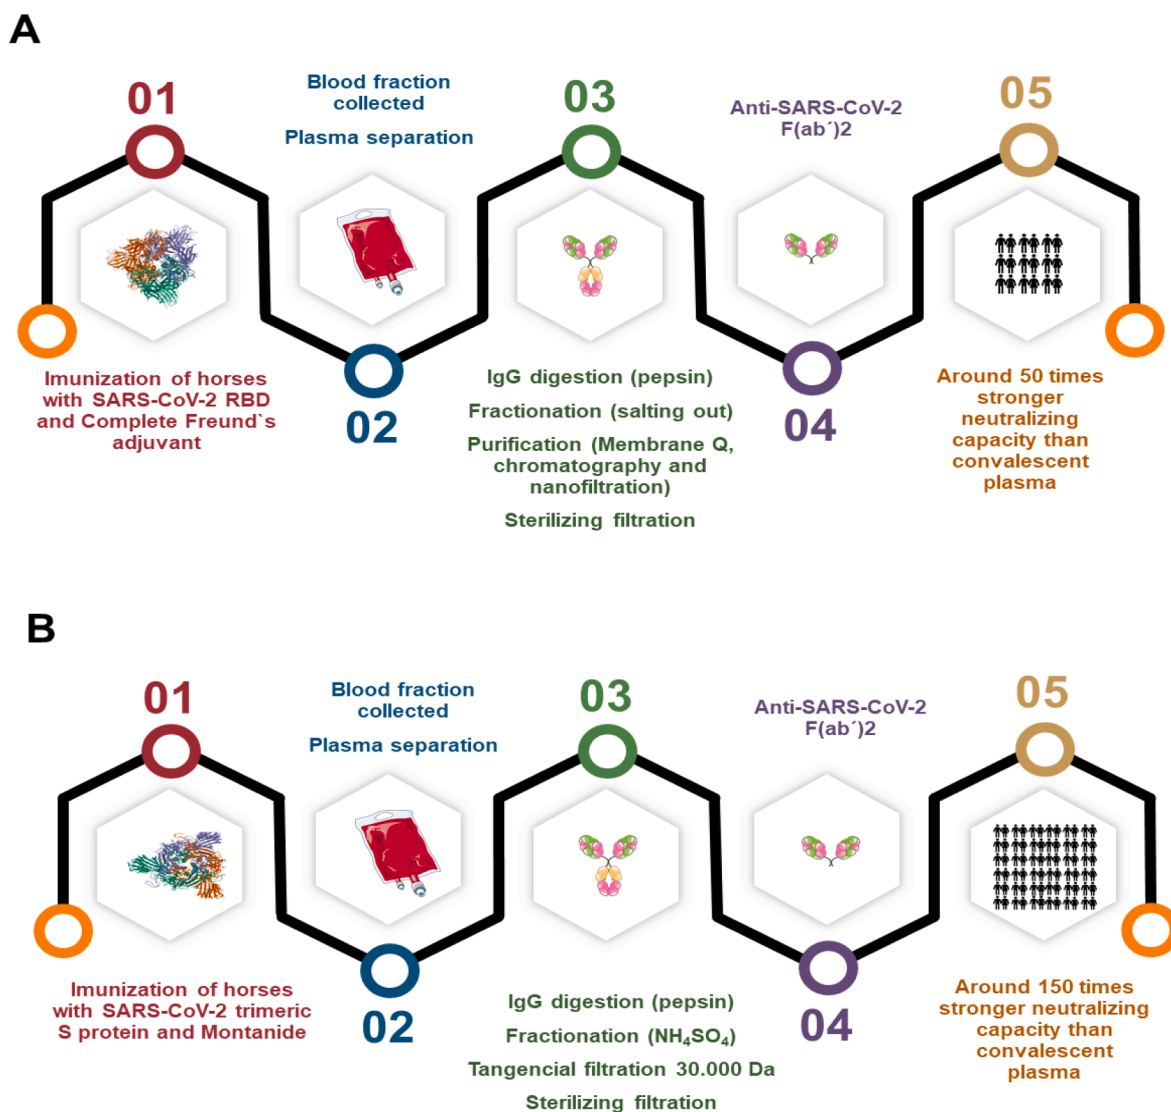 A
01
Imunization of horses
with SARS-CoV-2 RBD
and Complete Freund`s
adjuvant
Blood fraction
collected
Plasma separation
02
03
IgG digestion (pepsin)
Fractionation (salting out)
Purification (Membrane Q,
chromatography and
nanofiltration)
Sterilizing filtration
Anti-SARS-CoV-2
F(ab´)2
04
05
Around 50 times
stronger
neutralizing
capacity than
convalescent
plasma
B
01
Imunization of horses
with SARS-CoV-2 trimeric
S protein and Montanide
Blood fraction
collected
Plasma separation
02
03
IgG digestion (pepsin)
Fractionation (NH₄SO₄)
Tangencial filtration 30.000 Da
Sterilizing filtration
Anti-SARS-CoV-2
F(ab´)2
04
05
Around 150 times
stronger neutralizing
capacity than
convalescent
plasma